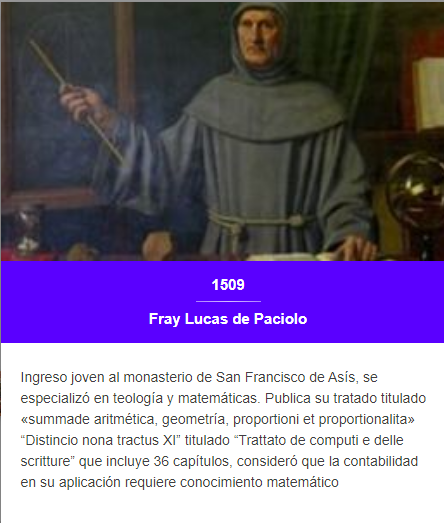 1509
Fray Lucas de Paciolo
Ingreso joven al monasterio de San Francisco de Asís, se
especializó en teología y matemáticas. Publica su tratado titulado
«summade aritmética, geometría, proportioni et proportionalita»
“Distincio nona tractus XI” titulado “Trattato de computi e delle
scritture” que incluye 36 capítulos, consideró que la contabilidad
en su aplicación requiere conocimiento matemático